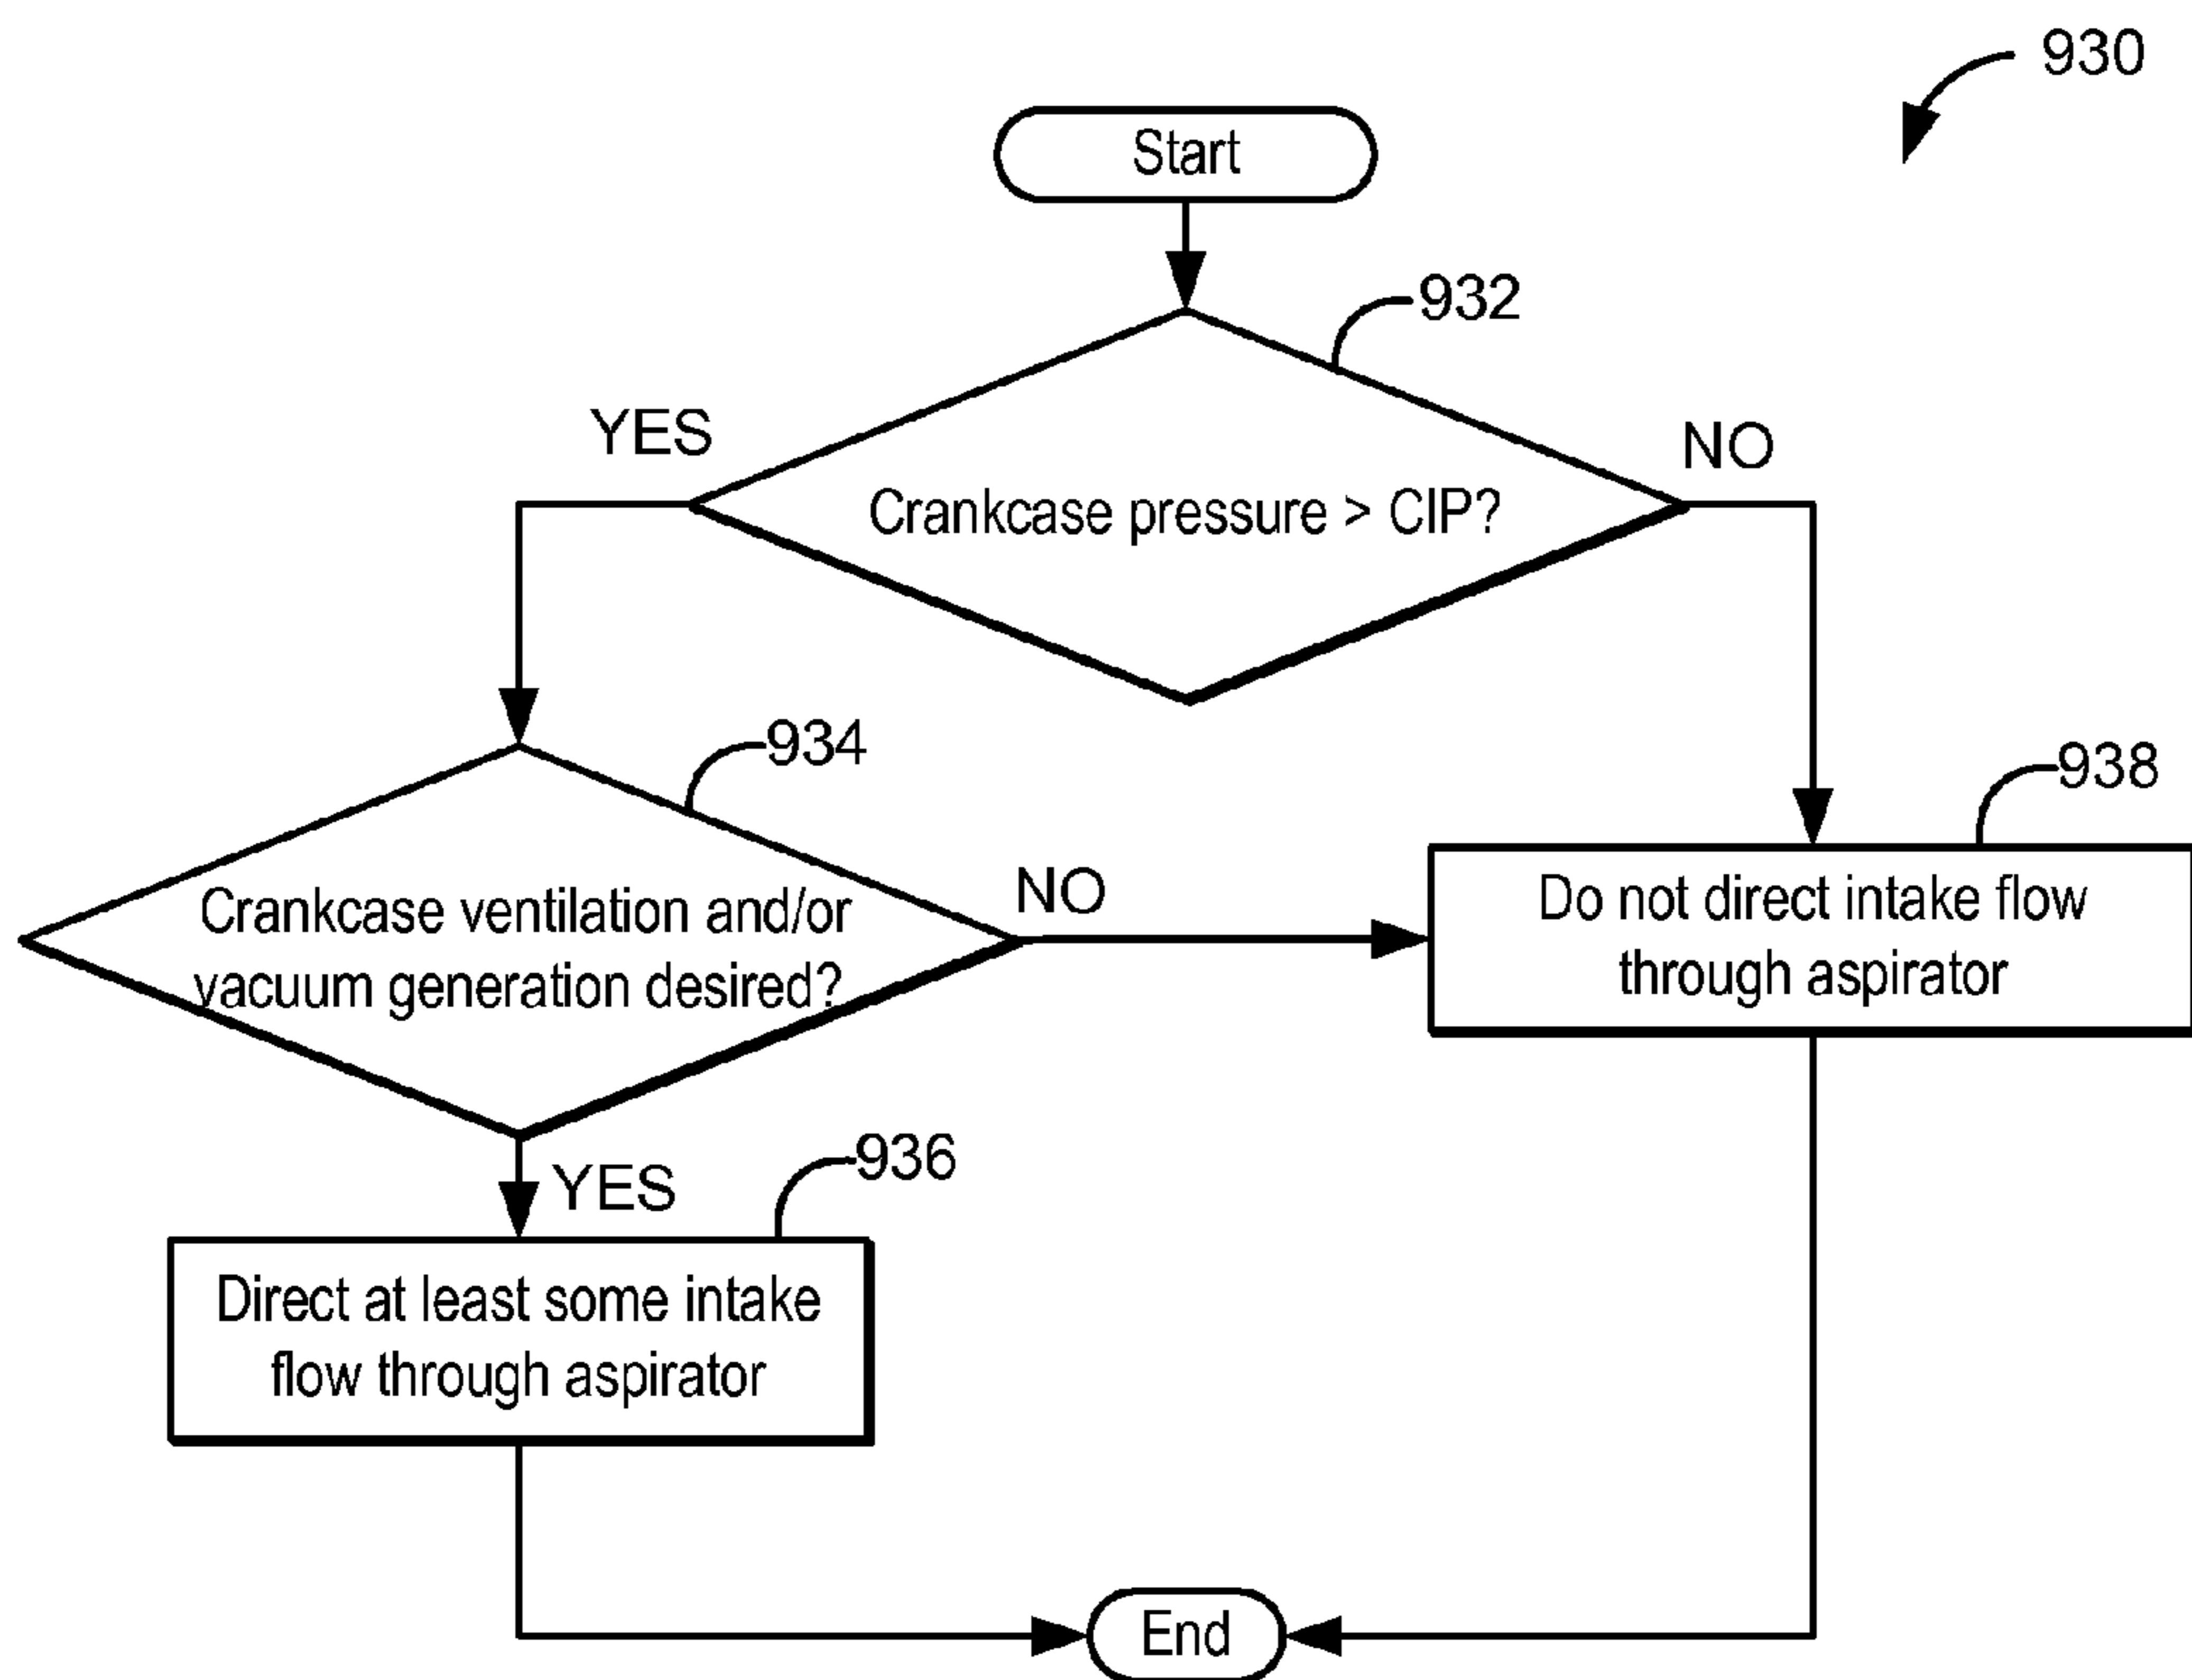 930
Start
932
YES
NO
Crankcase pressure > CIP?
934
938
Crankcase ventilation and/or
vacuum generation desired?
NO
Do not direct intake flow
through aspirator
YES
936
Direct at least some intake
flow through aspirator
End